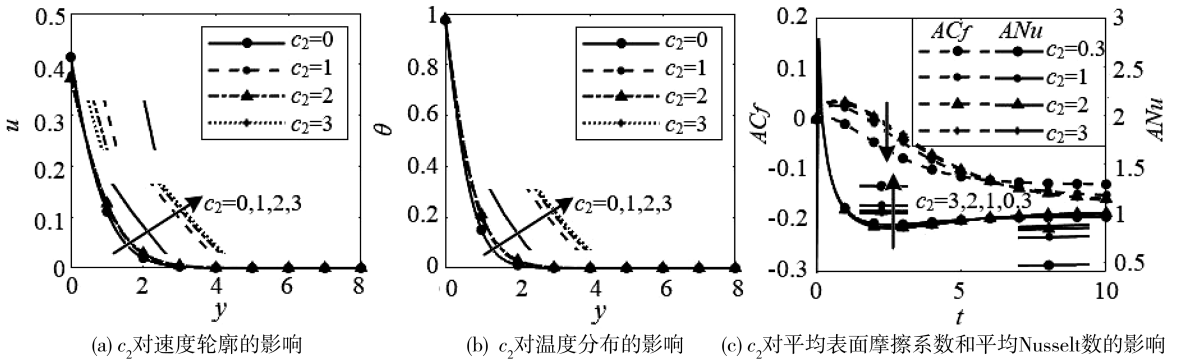 0.5
0.4
0.3
0.2
0.1
0
u
0 2 4 6 8
y
c2=0
c2=1
c2=2
c2=3
c2=0,1,2,3
(a) c2对速度轮廓的影响
1
0.8
0.6
0.4
0.2
0
θ
0 2 4 6 8
y
c2=0
c2=1
c2=2
c2=3
c2=0,1,2,3
(b) c2对温度分布的影响
0.2
0.1
0
-0.1
-0.2
-0.3
ACf
0 5 10
t
3
2.5
2
1.5
1
0.5
ANu
ACf ANu
c2=0.3
c2=1
c2=2
c2=3
c2=3,2,1,0.3
(c) c2对平均表面摩擦系数和平均Nusselt数的影响